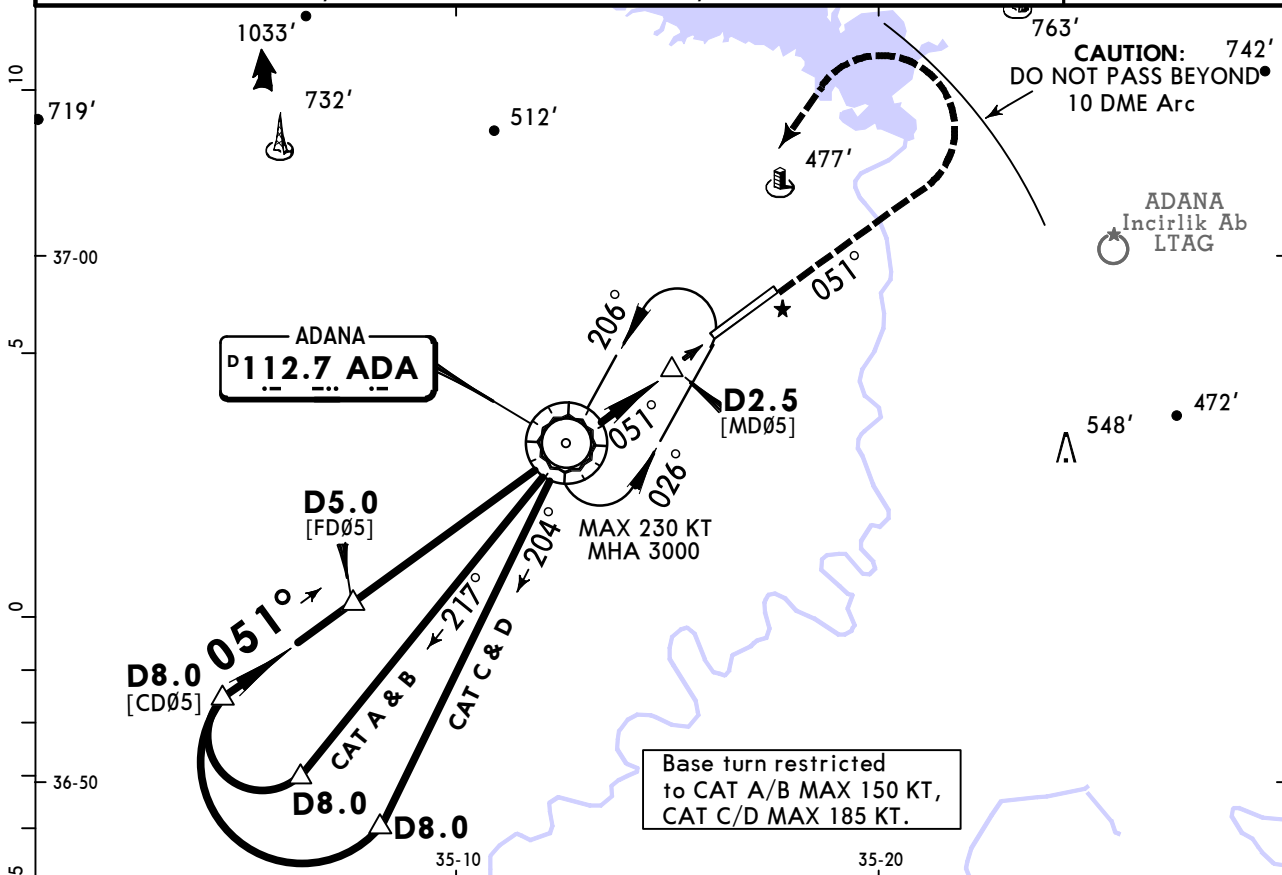 1033'
763'
CAUTION:
DO NOT PASS BEYOND
10 DME Arc
742'
10
719'
732'
512'
477'
ADANA
Incirlik Ab
LTAG
37-00
051°
206°
ADANA
D 112.7 ADA
5
D2.5
[MDØ5]
051°
472'
548'
026°
D5.0
[FDØ5]
MAX 230 KT
MHA 3000
204°
217°
0
051°
D8.0
[CDØ5]
CAT A & B
CAT C & D
36-50
D8.0
D8.0
Base turn restricted
to CAT A/B MAX 150 KT,
CAT C/D MAX 185 KT.
35-10
35-20
5